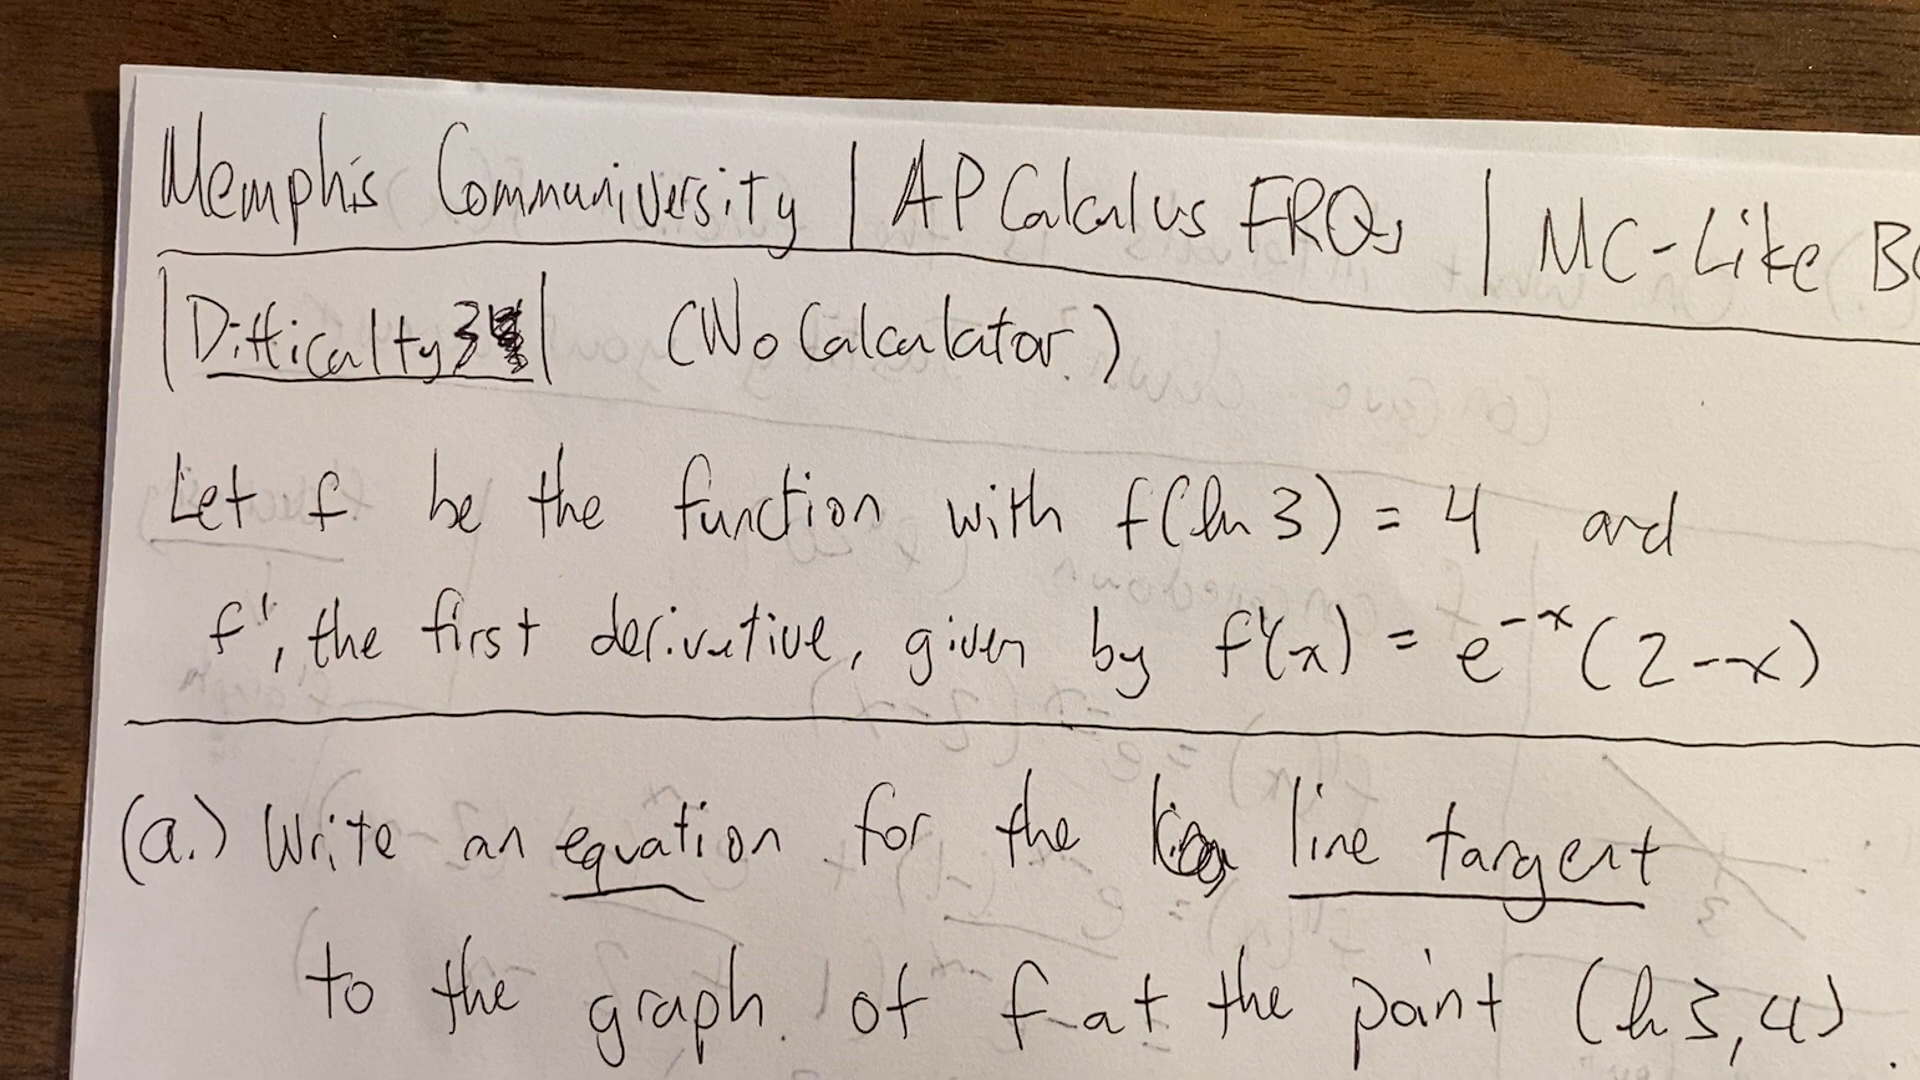 Memphis Communiversity | AP Calculus FRQs | MC-Like
|Difficulty 3| (No Calculator)
Let f be the function with f(ln 3) = 4 and
f', the first derivative, given by f'(x) = e^{-x}(2-x)
(a.) Write an equation for the line tangent
to the graph of f at the point (ln 3, 4).